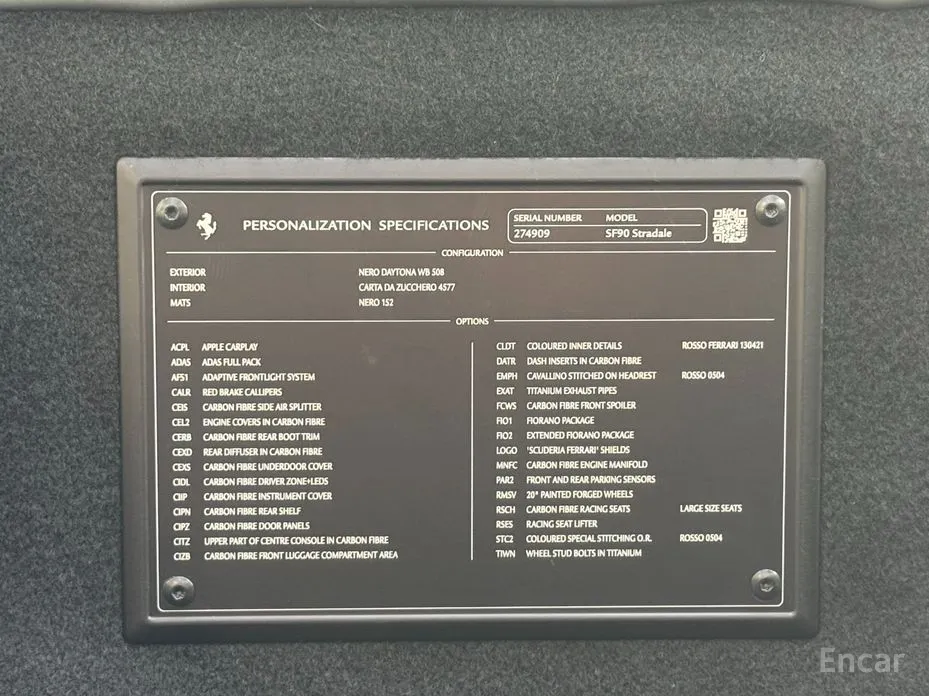 PERSONALIZATION SPECIFICATIONS
SERIAL NUMBER MODEL
274909 SF90 Stradale
CONFIGURATION
EXTERIOR NERO DAYTONA WB 508
INTERIOR CARTA DA ZUCCHERO 4577
MATS NERO 152
OPTIONS
ACPL APPLE CARPLAY
ADAS ADAS FULL PACK
AFS1 ADAPTIVE FRONTLIGHT SYSTEM
CALR RED BRAKE CALLIPERS
CEIS CARBON FIBRE SIDE AIR SPLITTER
CEL2 ENGINE COVERS IN CARBON FIBRE
CERB CARBON FIBRE REAR BOOT TRIM
CEXD REAR DIFFUSER IN CARBON FIBRE
CEXS CARBON FIBRE UNDERDOOR COVER
CIDL CARBON FIBRE DRIVER ZONE+LEDS
CIIP CARBON FIBRE INSTRUMENT COVER
CIPN CARBON FIBRE REAR SHELF
CIPZ CARBON FIBRE DOOR PANELS
CITZ UPPER PART OF CENTRE CONSOLE IN CARBON FIBRE
CIZB CARBON FIBRE FRONT LUGGAGE COMPARTMENT AREA
CLDT COLOURED INNER DETAILS ROSSO FERRARI 130421
DATR DASH INSERTS IN CARBON FIBRE
EMPH CAVALLINO STITCHED ON HEADREST ROSSO 0504
EXAT TITANIUM EXHAUST PIPES
FCWS CARBON FIBRE FRONT SPOILER
FIO1 FIORANO PACKAGE
FIO2 EXTENDED FIORANO PACKAGE
LOGO 'SCUDERIA FERRARI' SHIELDS
MNFC CARBON FIBRE ENGINE MANIFOLD
PAR2 FRONT AND REAR PARKING SENSORS
RMSV 20" PAINTED FORGED WHEELS
RSCH CARBON FIBRE RACING SEATS LARGE SIZE SEATS
RSES RACING SEAT LIFTER
STC2 COLOURED SPECIAL STITCHING O.R. ROSSO 0504
TIWN WHEEL STUD BOLTS IN TITANIUM
Encar